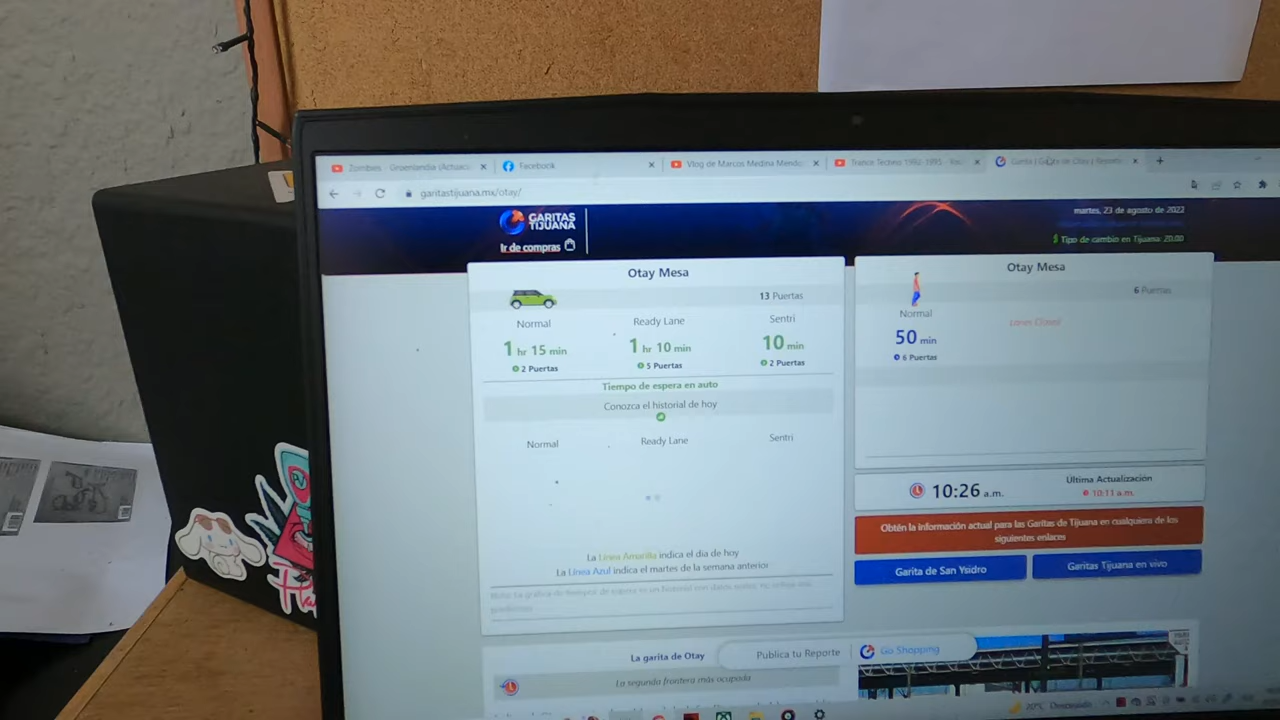 Zombies - Groenlandia
Facebook
Vlog de Marcos Medina
Trance Techno 1992-1993
garitastijuana.mx/otay/
GARITAS
TIJUANA
Ir de compras
martes, 23 de agosto de 2022
Tipo de cambio en Tijuana: 20.00
Otay Mesa
13 Puertas
Normal
Ready Lane
Sentri
1 hr 15 min
1 hr 10 min
10 min
2 Puertas
5 Puertas
2 Puertas
Tiempo de espera en auto
Conozca el historial de hoy
Normal
Ready Lane
Sentri
La Línea Amarilla indica el dia de hoy
La Línea Azul indica el martes de la semana anterior
Otay Mesa
6 Puertas
Normal
Lanes Closed
50 min
6 Puertas
10:26 a.m.
Última Actualización
10:11 a.m.
Obtén la información actual para las Garitas de Tijuana en cualquiera de los
siguientes enlaces
Garita de San Ysidro
Garitas Tijuana en vivo
La garita de Otay
Publica tu Reporte
Go Shopping
La segunda frontera más ocupada
20°C